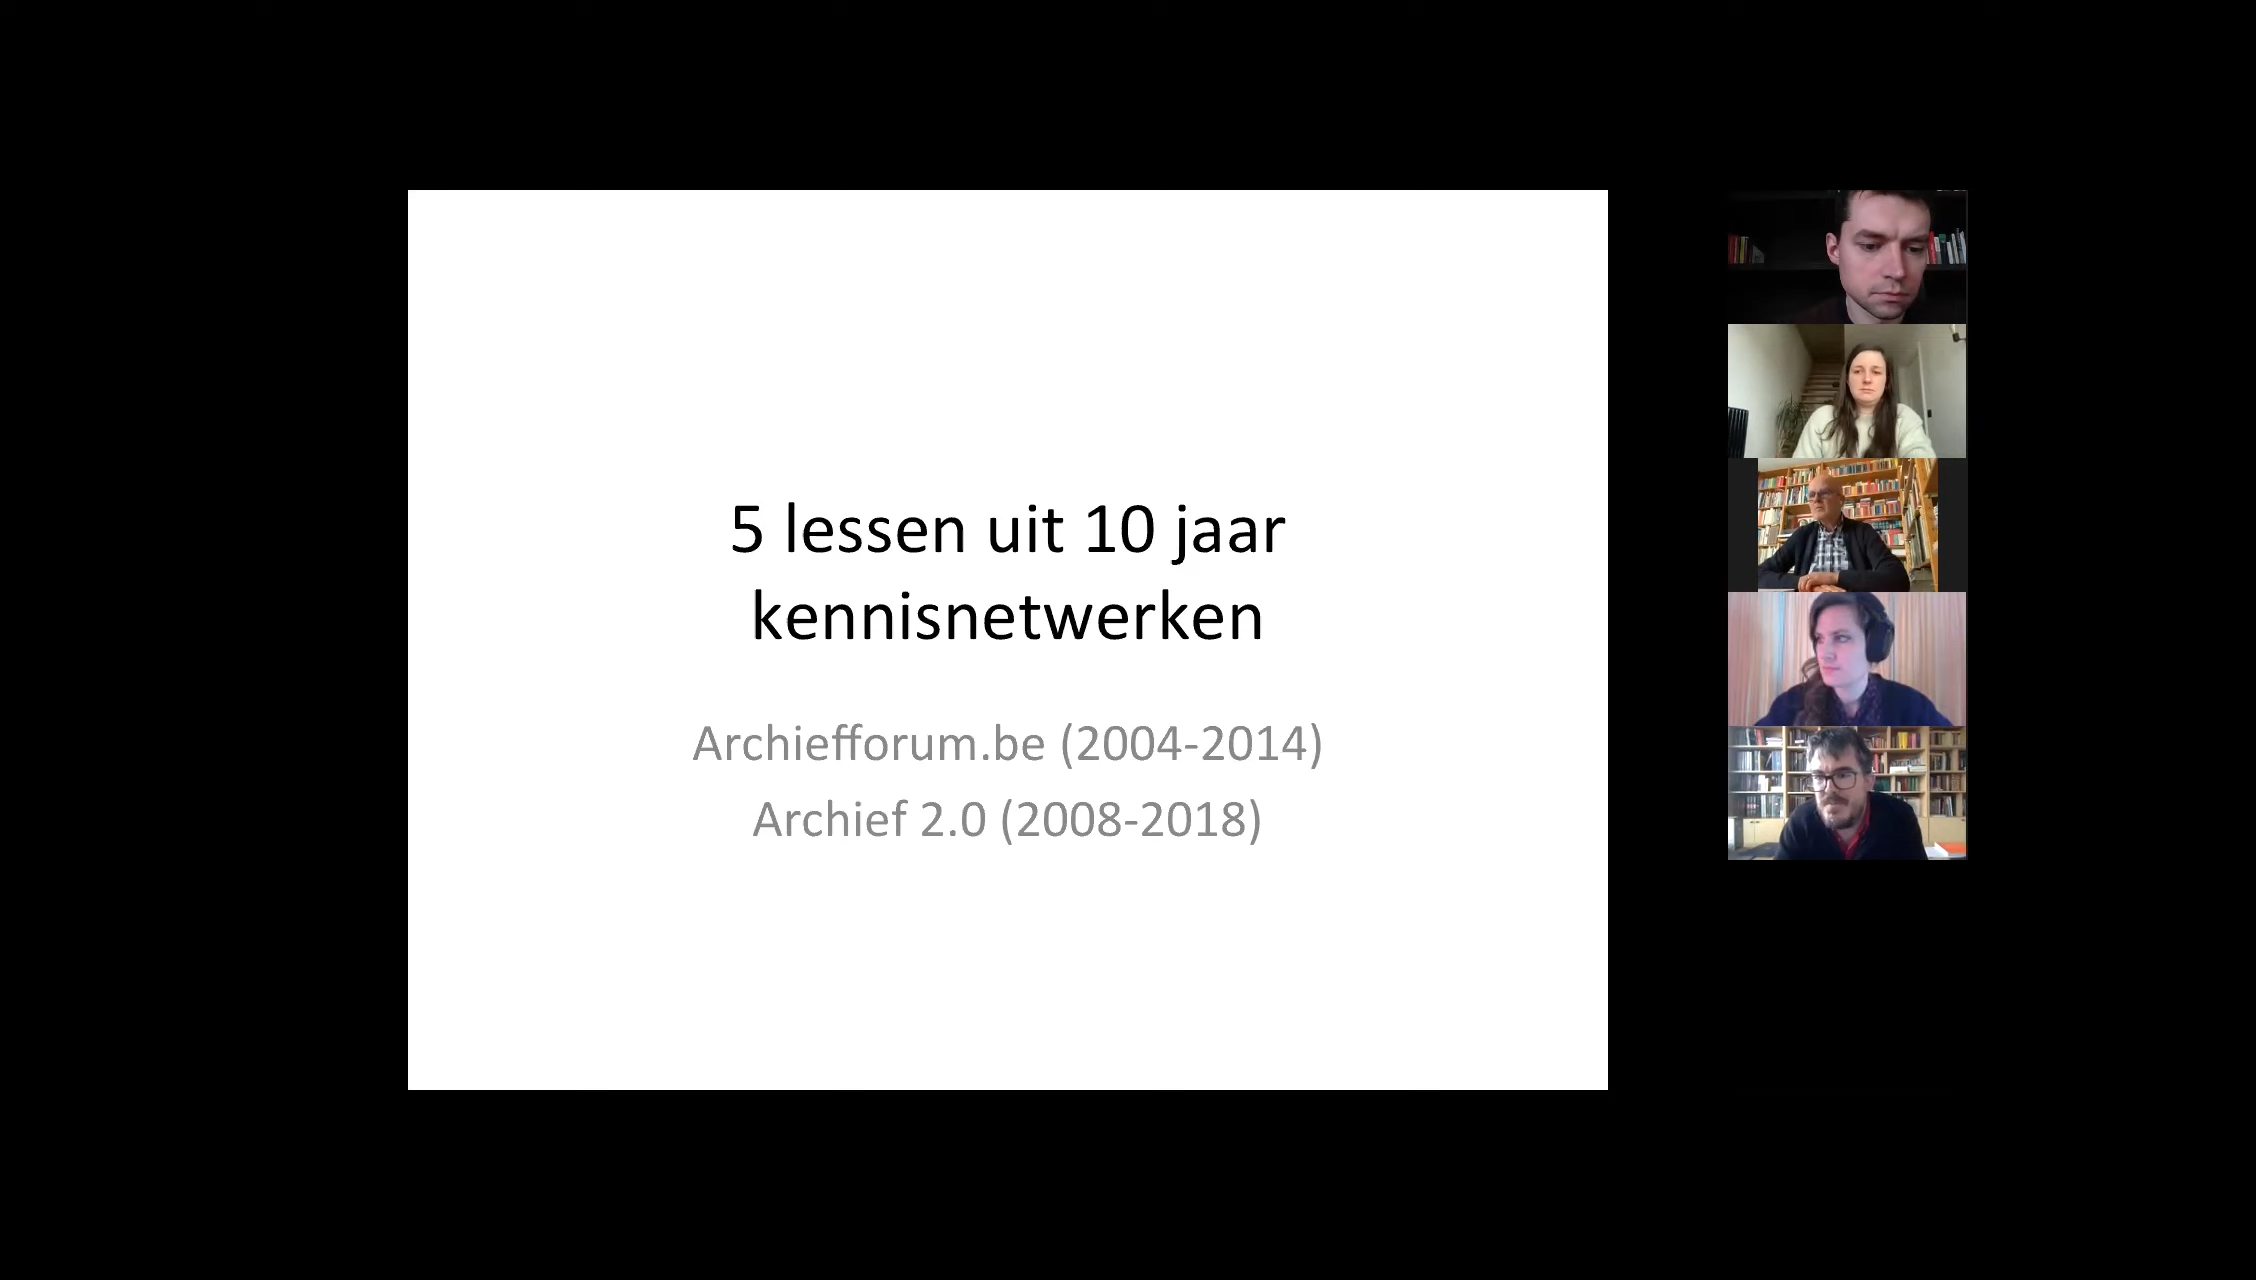 5 lessen uit 10 jaar
kennisnetwerken
Archiefforum.be (2004-2014)
Archief 2.0 (2008-2018)